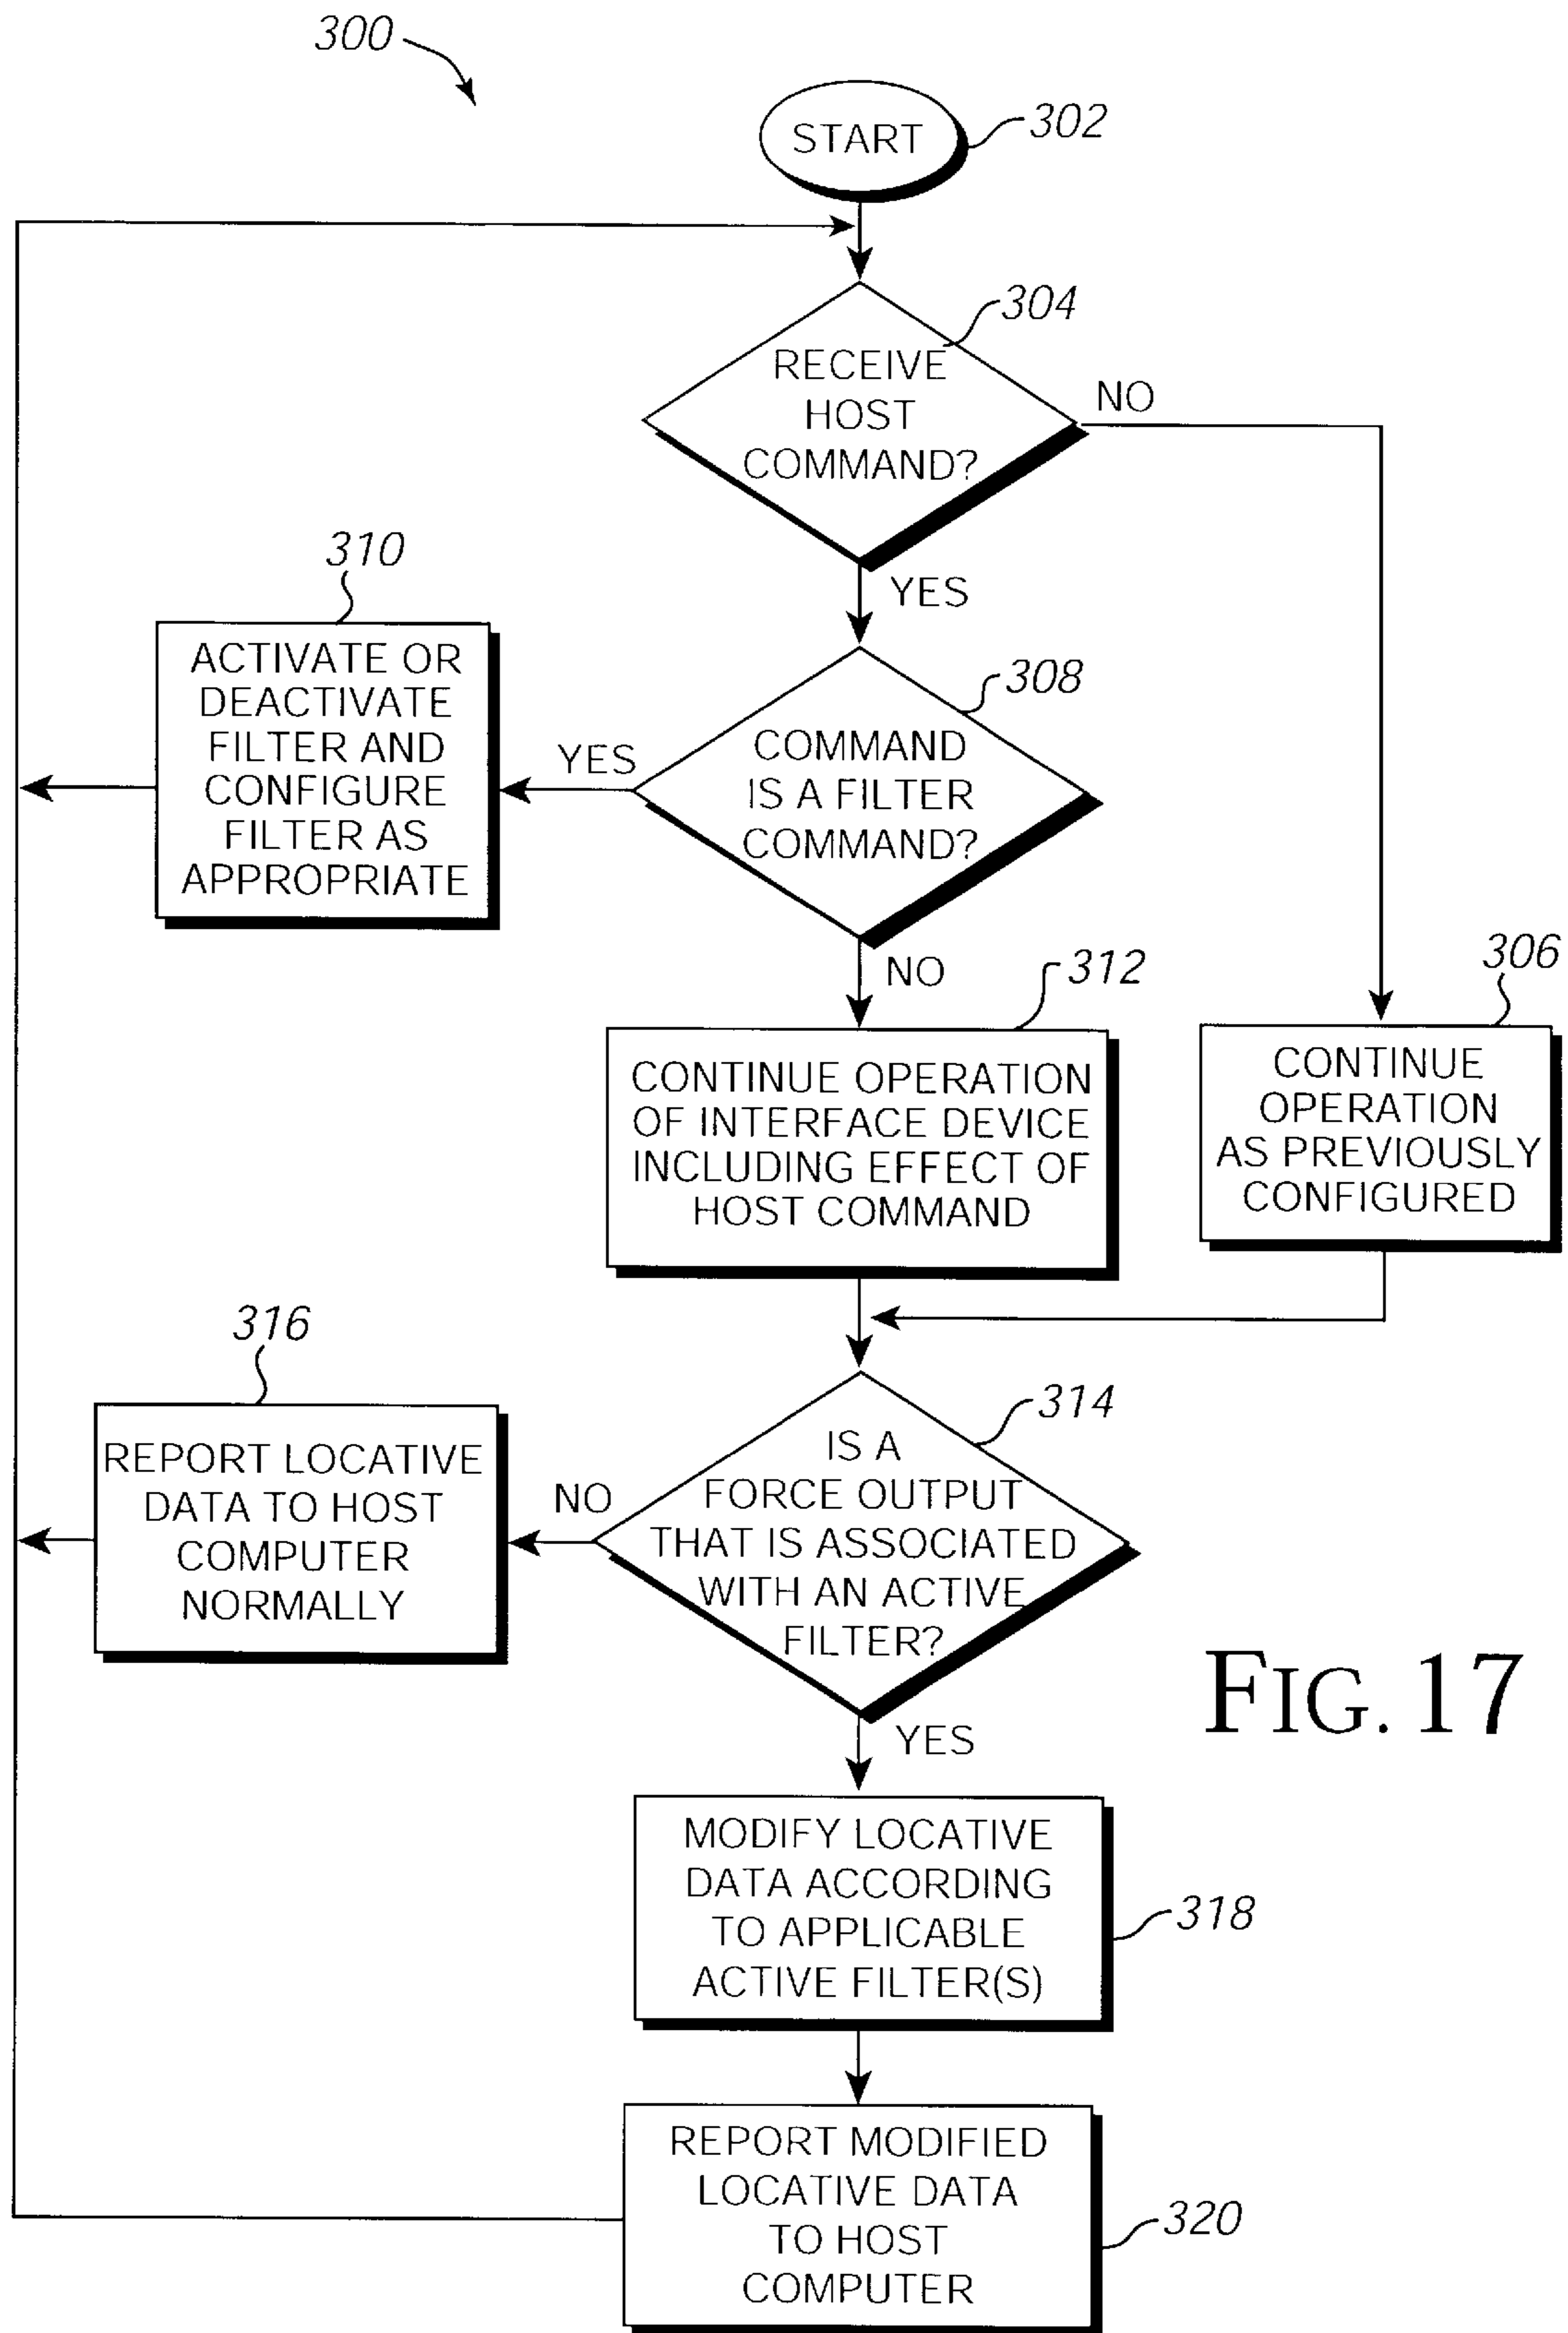 300
START
302
304
RECEIVE
HOST
COMMAND?
NO
YES
310
ACTIVATE OR
DEACTIVATE
FILTER AND
CONFIGURE
FILTER AS
APPROPRIATE
YES
308
COMMAND
IS A FILTER
COMMAND?
NO
312
CONTINUE OPERATION
OF INTERFACE DEVICE
INCLUDING EFFECT OF
HOST COMMAND
306
CONTINUE
OPERATION
AS PREVIOUSLY
CONFIGURED
316
REPORT LOCATIVE
DATA TO HOST
COMPUTER
NORMALLY
NO
314
IS A
FORCE OUTPUT
THAT IS ASSOCIATED
WITH AN ACTIVE
FILTER?
YES
FIG. 17
MODIFY LOCATIVE
DATA ACCORDING
TO APPLICABLE
ACTIVE FILTER(S)
318
REPORT MODIFIED
LOCATIVE DATA
TO HOST
COMPUTER
320